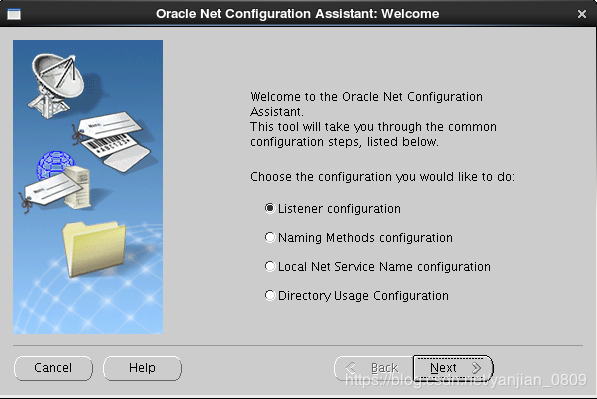 Oracle Net Configuration Assistant: Welcome
Welcome to the Oracle Net Configuration
Assistant.
This tool will take you through the common
configuration steps, listed below.
Choose the configuration you would like to do:
Listener configuration
Naming Methods configuration
Local Net Service Name configuration
Directory Usage Configuration
Cancel
Help
Back
Next
https://blog.csdn.net/yanjian_0809